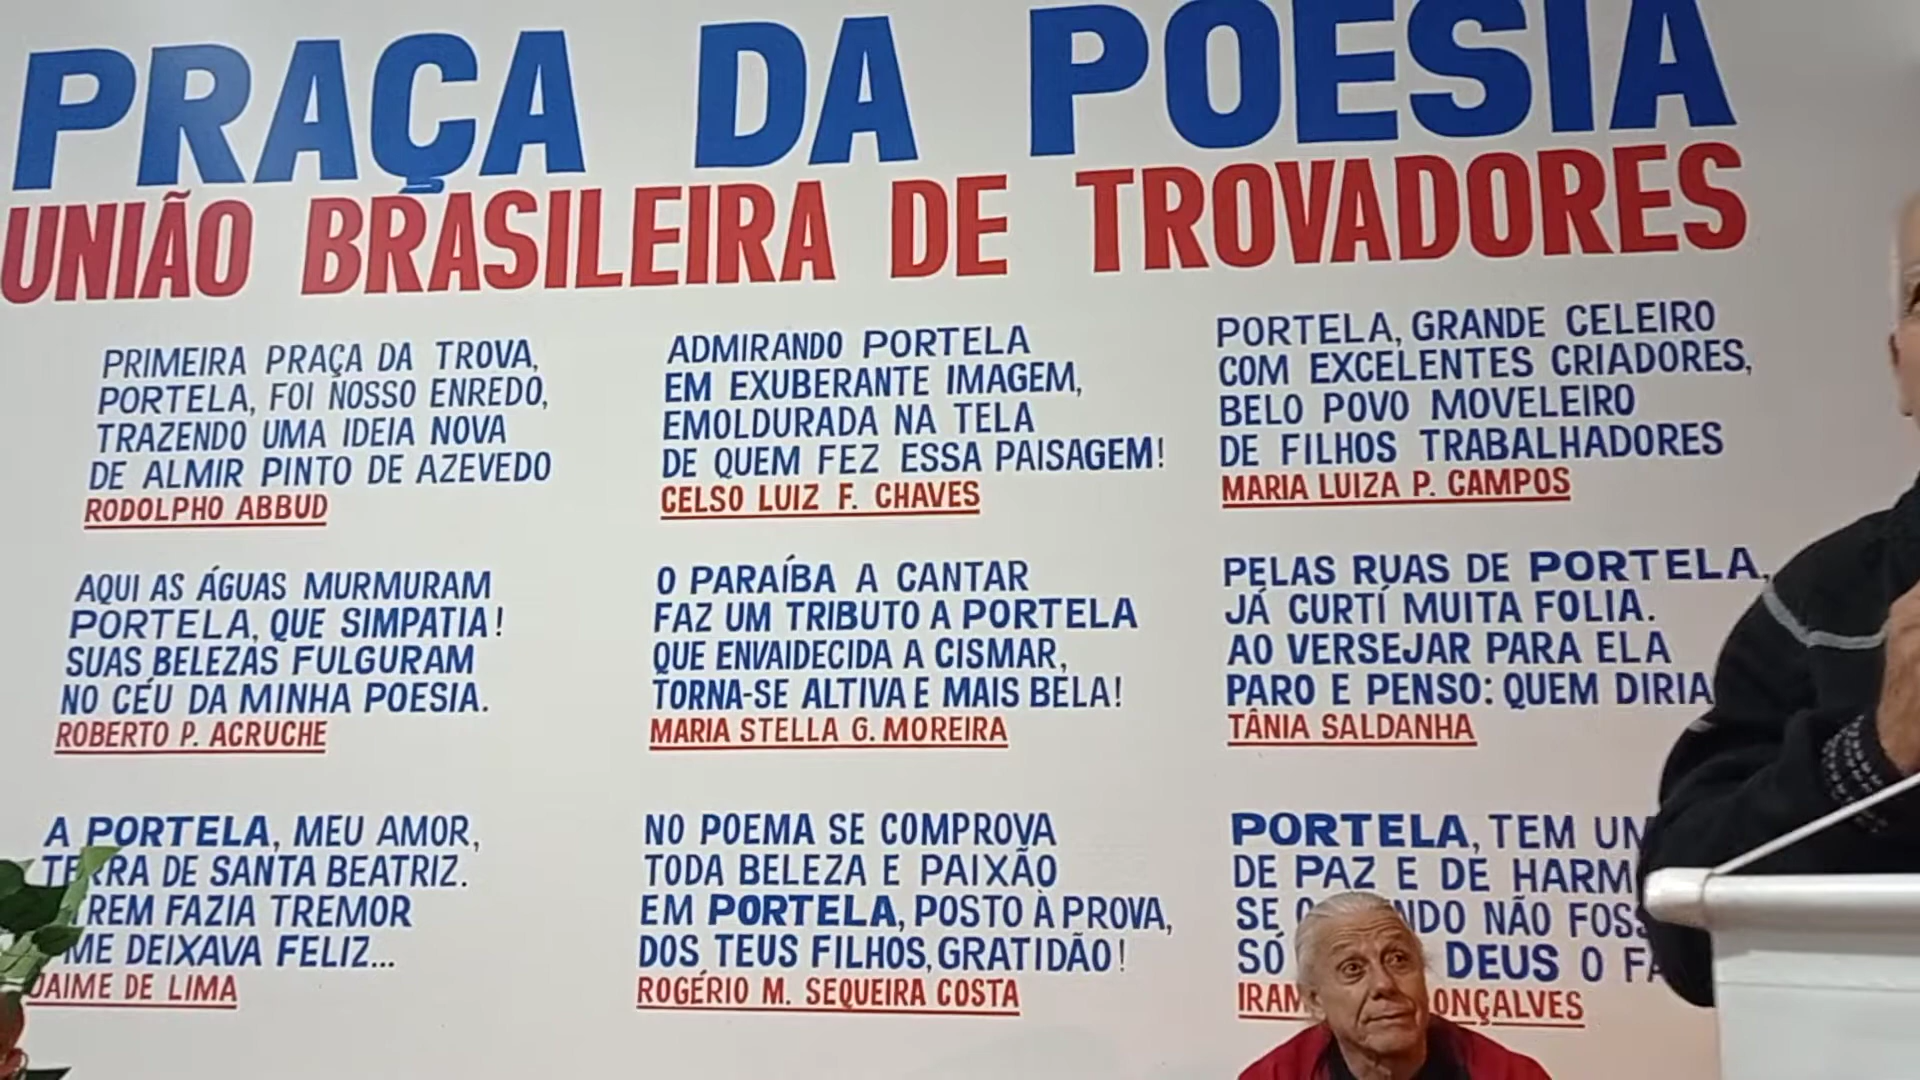 PRAÇA DA POESIA
UNIÃO BRASILEIRA DE TROVADORES
PRIMEIRA PRAÇA DA TROVA,
PORTELA, FOI NOSSO ENREDO,
TRAZENDO UMA IDEIA NOVA
DE ALMIR PINTO DE AZEVEDO
RODOLPHO ABBUD
ADMIRANDO PORTELA
EM EXUBERANTE IMAGEM,
EMOLDURADA NA TELA
DE QUEM FEZ ESSA PAISAGEM!
CELSO LUIZ F. CHAVES
PORTELA, GRANDE CELEIRO
COM EXCELENTES CRIADORES,
BELO POVO MOVELEIRO
DE FILHOS TRABALHADORES
MARIA LUIZA P. CAMPOS
AQUI AS ÁGUAS MURMURAM
PORTELA, QUE SIMPATIA!
SUAS BELEZAS FULGURAM
NO CÉU DA MINHA POESIA.
ROBERTO P. ACRUCHE
O PARAÍBA A CANTAR
FAZ UM TRIBUTO A PORTELA
QUE ENVAIDECIDA A CISMAR,
TORNA-SE ALTIVA E MAIS BELA!
MARIA STELLA G. MOREIRA
PELAS RUAS DE PORTELA,
JÁ CURTÍ MUITA FOLIA.
AO VERSEJAR PARA ELA
PARO E PENSO: QUEM DIRIA
TÂNIA SALDANHA
A PORTELA, MEU AMOR,
TERRA DE SANTA BEATRIZ.
TREM FAZIA TREMOR
ME DEIXAVA FELIZ...
JAIME DE LIMA
NO POEMA SE COMPROVA
TODA BELEZA E PAIXÃO
EM PORTELA, POSTO À PROVA,
DOS TEUS FILHOS, GRATIDÃO!
ROGÉRIO M. SEQUEIRA COSTA
PORTELA, TEM UM
DE PAZ E DE
SE NÃO
SÓ DEUS O